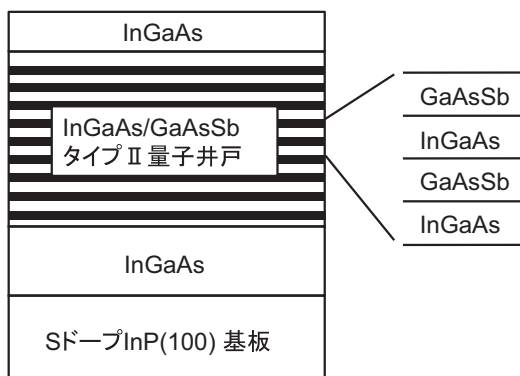 InGaAs
InGaAs/GaAsSb
タイプⅡ量子井戸
GaAsSb
InGaAs
GaAsSb
InGaAs
InGaAs
SドープInP(100) 基板